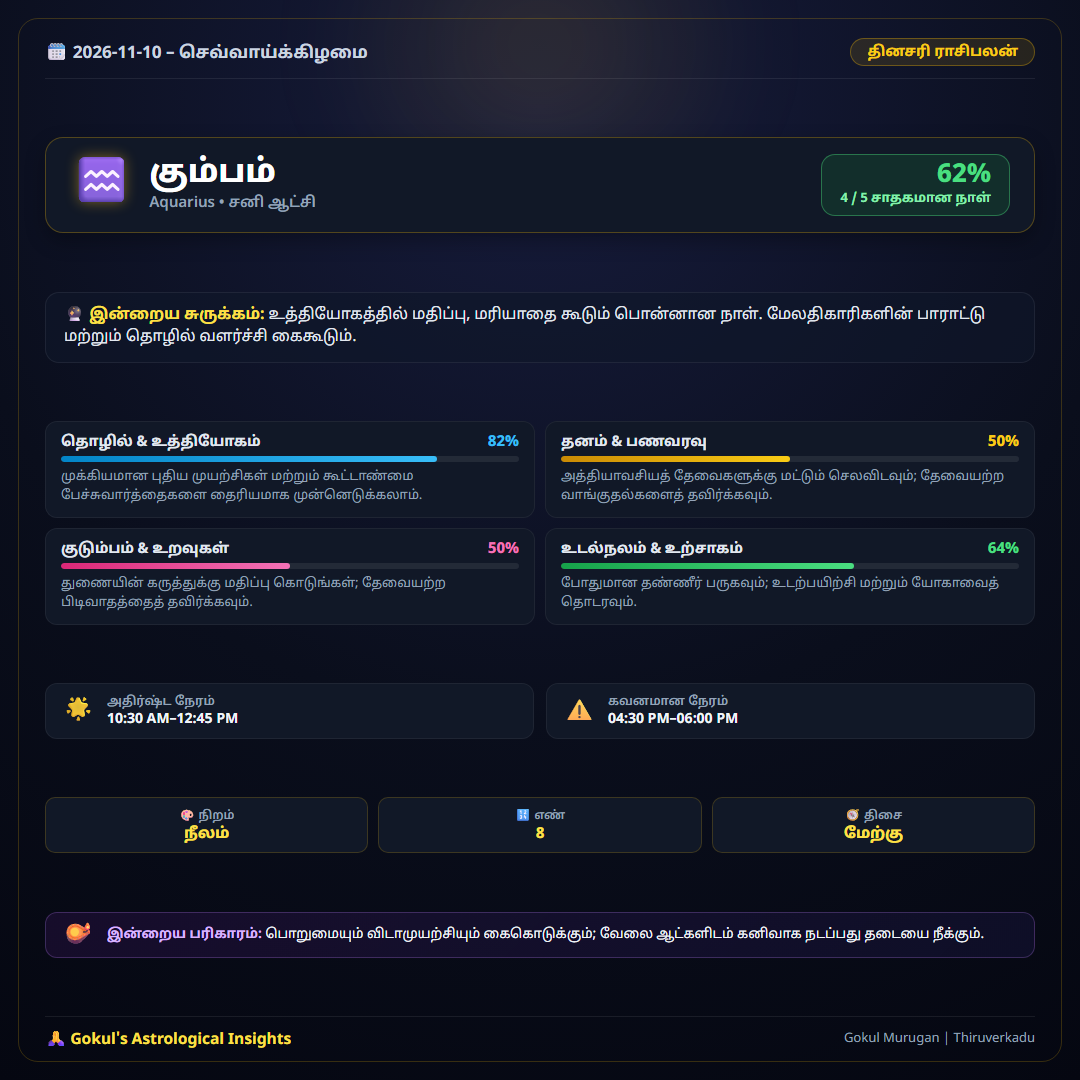 2026-11-10 – செவ்வாய்க்கிழமை
தினசரி ராசிபலன்
கும்பம்
Aquarius • சனி ஆட்சி
62%
4 / 5 சாதகமான நாள்
இன்றைய சுருக்கம்: உத்தியோகத்தில் மதிப்பு, மரியாதை கூடும் பொன்னான நாள். மேலதிகாரிகளின் பாராட்டு
மற்றும் தொழில் வளர்ச்சி கைகூடும்.
தொழில் & உத்தியோகம்
82%
முக்கியமான புதிய முயற்சிகள் மற்றும் கூட்டாண்மை
பேச்சுவார்த்தைகளை தைரியமாக முன்னெடுக்கலாம்.
தனம் & பணவரவு
50%
அத்தியாவசியத் தேவைகளுக்கு மட்டும் செலவிடவும்; தேவையற்ற
வாங்குதல்களைத் தவிர்க்கவும்.
குடும்பம் & உறவுகள்
50%
துணையின் கருத்துக்கு மதிப்பு கொடுங்கள்; தேவையற்ற
பிடிவாதத்தைத் தவிர்க்கவும்.
உடல்நலம் & உற்சாகம்
64%
போதுமான தண்ணீர் பருகவும்; உடற்பயிற்சி மற்றும் யோகாவைத்
தொடரவும்.
அதிர்ஷ்ட நேரம்
10:30 AM–12:45 PM
கவனமான நேரம்
04:30 PM–06:00 PM
நிறம்
நீலம்
எண்
8
திசை
மேற்கு
இன்றைய பரிகாரம்: பொறுமையும் விடாமுயற்சியும் கைகொடுக்கும்; வேலை ஆட்களிடம் கனிவாக நடப்பது தடையை நீக்கும்.
Gokul's Astrological Insights
Gokul Murugan | Thiruverkadu